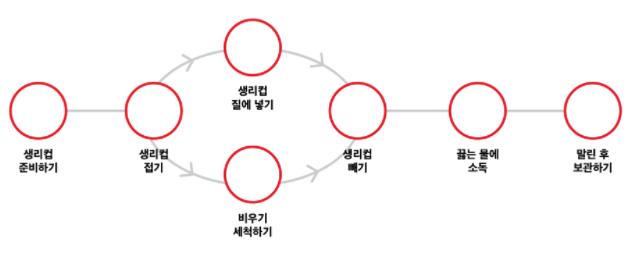 생리컵
준비하기
생리컵
접기
생리컵
질에 넣기
비우기
세척하기
생리컵
빼기
끓는 물에
소독
말린 후
보관하기